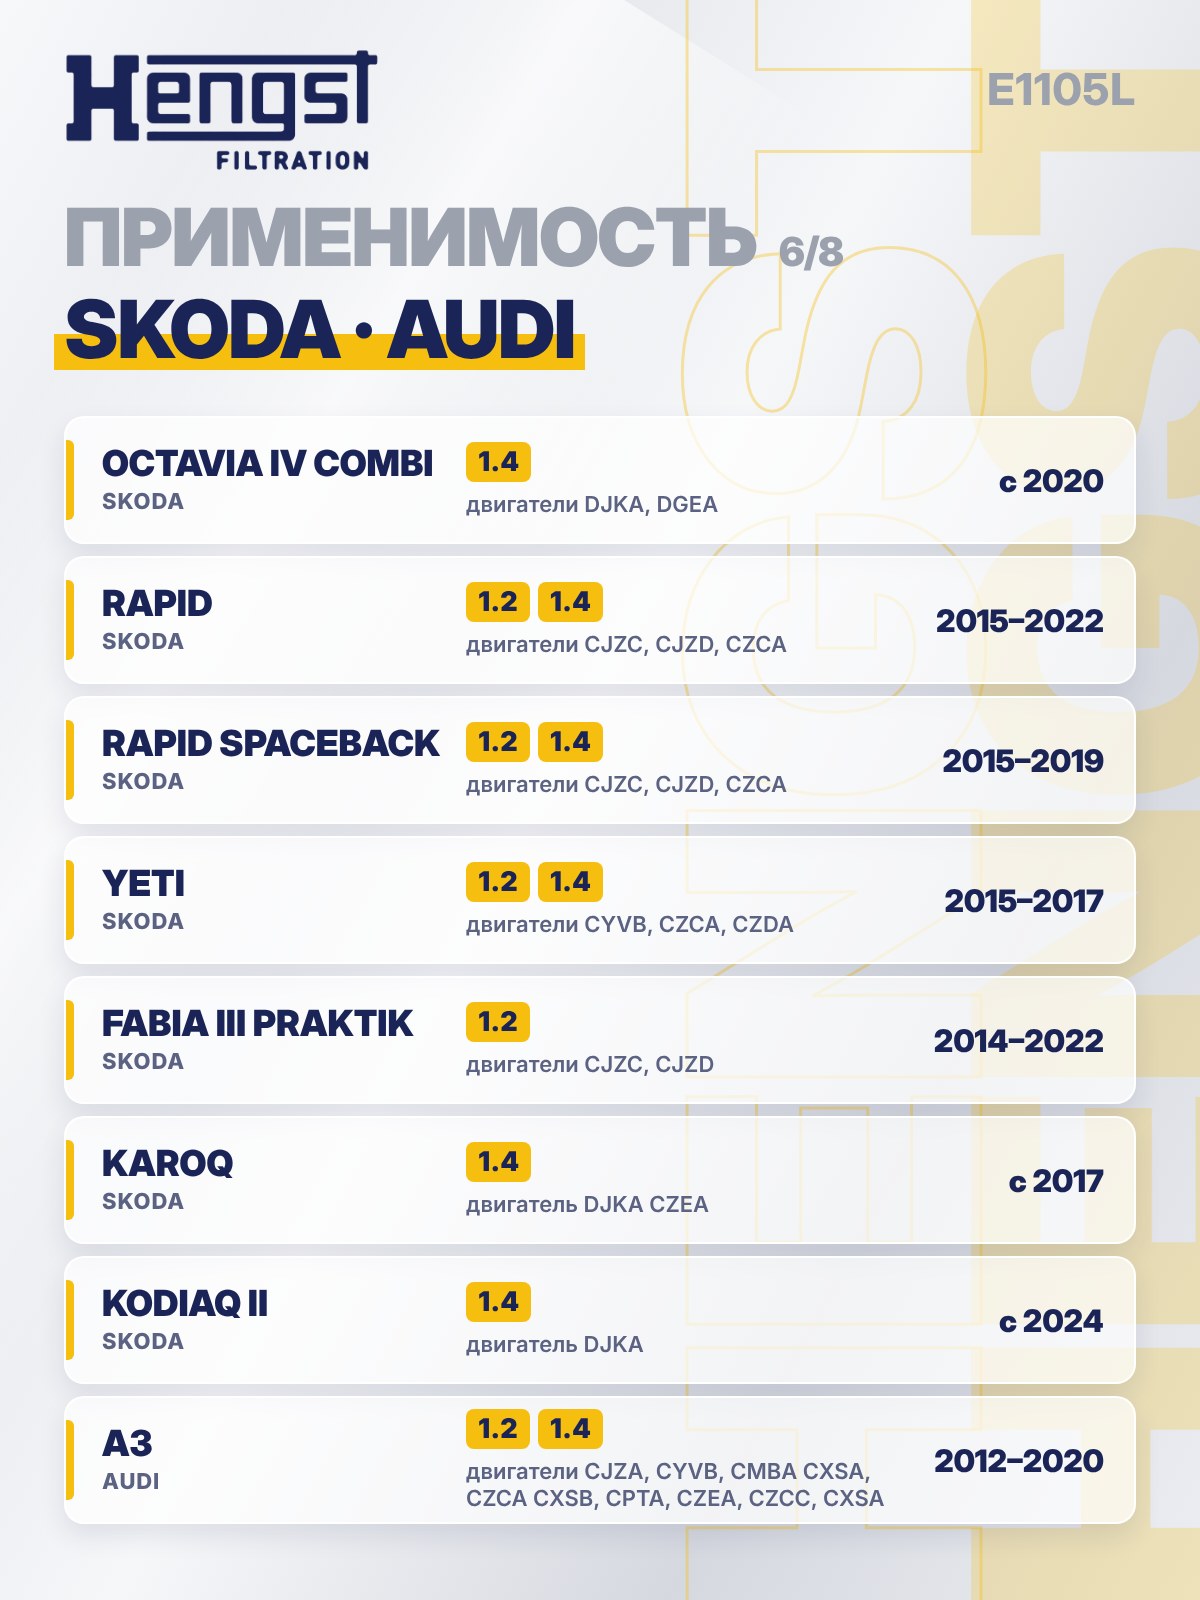 Hengst
FILTRATION
E1105L
ПРИМЕНИМОСТЬ 6/8
SKODA · AUDI
OCTAVIA IV COMBI
SKODA
1.4
двигатели DJKA, DGEA
с 2020
RAPID
SKODA
1.2 1.4
двигатели CJZC, CJZD, CZCA
2015–2022
RAPID SPACEBACK
SKODA
1.2 1.4
двигатели CJZC, CJZD, CZCA
2015–2019
YETI
SKODA
1.2 1.4
двигатели CYVB, CZCA, CZDA
2015–2017
FABIA III PRAKTIK
SKODA
1.2
двигатели CJZC, CJZD
2014–2022
KAROQ
SKODA
1.4
двигатель DJKA CZEA
с 2017
KODIAQ II
SKODA
1.4
двигатель DJKA
с 2024
A3
AUDI
1.2 1.4
двигатели CJZA, CYVB, CMBA CXSA,
CZCA CXSB, CPTA, CZEA, CZCC, CXSA
2012–2020
HENGST
HENGST